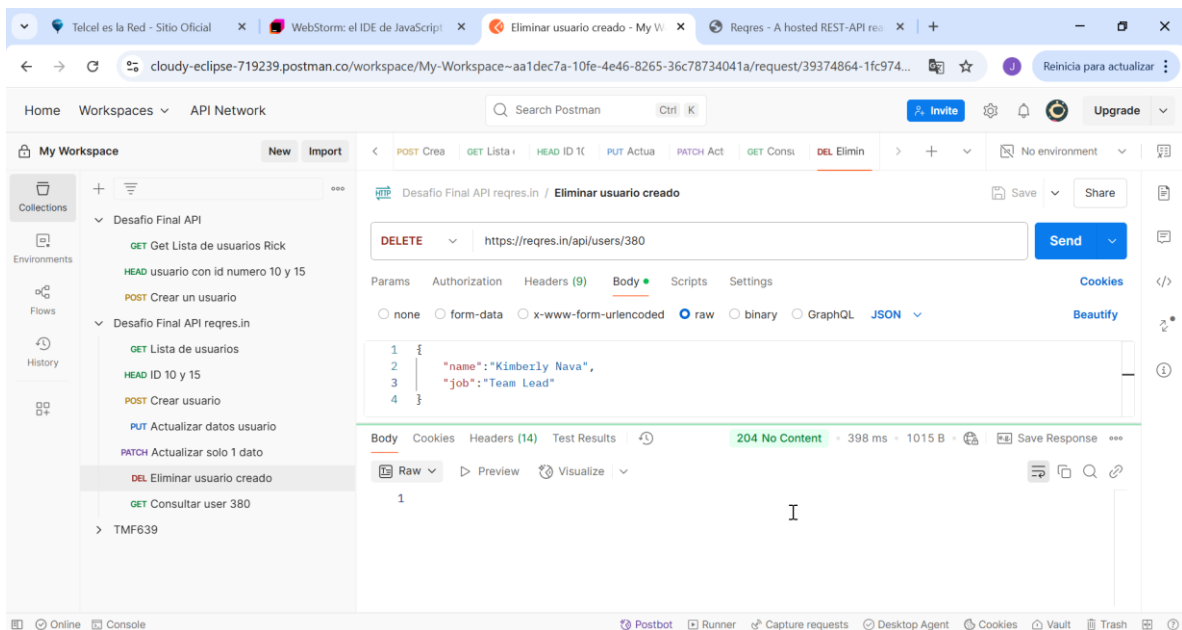 Telcel es la Red - Sitio Oficial
WebStorm: el IDE de JavaScript
Eliminar usuario creado - My W
Reqres - A hosted REST-API rea
cloudy-eclipse-719239.postman.co/workspace/My-Workspace~aa1dec7a-10fe-4e46-8265-36c78734041a/request/39374864-1fc974...
J
Reinicia para actualizar
Home Workspaces API Network
Search Postman Ctrl K
Invite
Upgrade
My Workspace New Import
POST Crea GET Lista HEAD ID 1( PUT Actua PATCH Act GET Consu DEL Elimin
No environment
Collections
Environments
Flows
History
Desafio Final API
GET Get Lista de usuarios Rick
HEAD usuario con id numero 10 y 15
POST Crear un usuario
Desafio Final API reqres.in
GET Lista de usuarios
HEAD ID 10 y 15
POST Crear usuario
PUT Actualizar datos usuario
PATCH Actualizar solo 1 dato
DEL Eliminar usuario creado
GET Consultar user 380
TMF639
HTTP Desafio Final API reqres.in / Eliminar usuario creado
Save Share
DELETE https://reqres.in/api/users/380 Send
Params Authorization Headers (9) Body Scripts Settings Cookies
none form-data x-www-form-urlencoded raw binary GraphQL JSON Beautify
1 {
2 "name":"Kimberly Nava",
3 "job":"Team Lead"
4 }
Body Cookies Headers (14) Test Results 204 No Content 398 ms 1015 B Save Response
Raw Preview Visualize
1
Online Console Postbot Runner Capture requests Desktop Agent Cookies Vault Trash